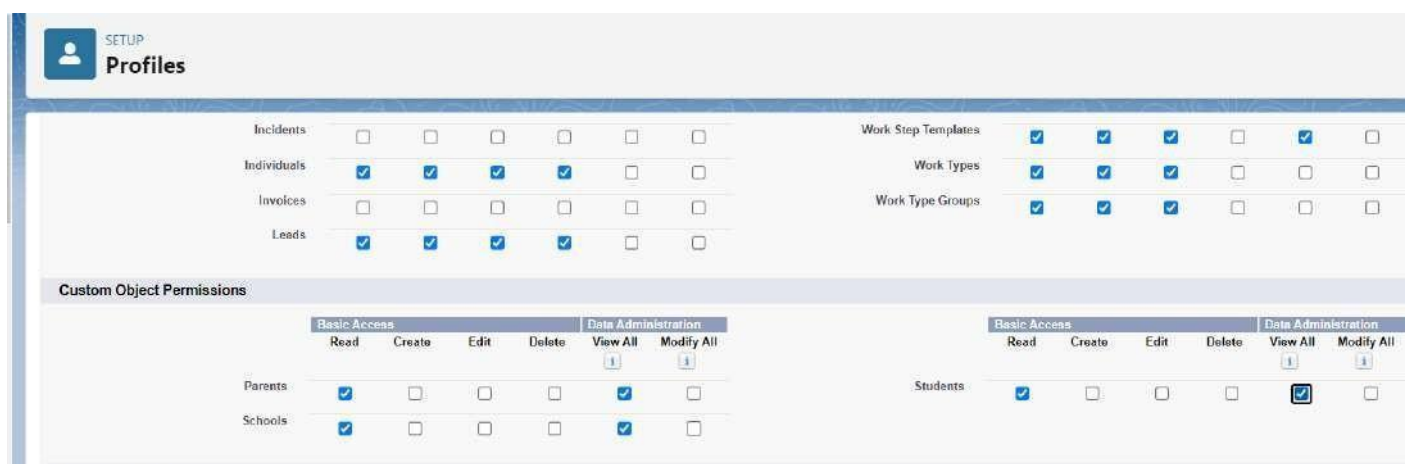 SETUP
Profiles
Incidents
Individuals
Invoices
Leads
Work Step Templates
Work Types
Work Type Groups
Custom Object Permissions
Basic Access Data Administration
Read Create Edit Delete View All Modify All
i i
Parents
Schools
Basic Access Data Administration
Read Create Edit Delete View All Modify All
i i
Students